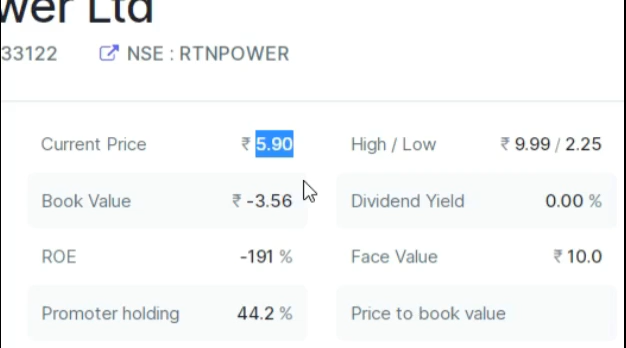 wer Ltd
33122 NSE : RTNPOWER
Current Price ₹ 5.90 High / Low ₹ 9.99 / 2.25
Book Value ₹ -3.56 Dividend Yield 0.00 %
ROE -191 % Face Value ₹ 10.0
Promoter holding 44.2 % Price to book value